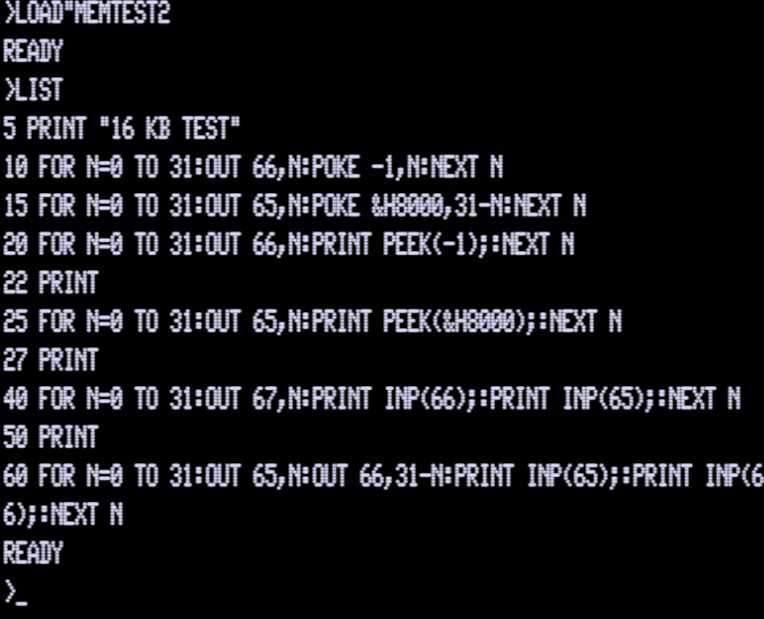 >LOAD"MEMTEST2
READY
>LIST
5 PRINT "16 KB TEST"
10 FOR N=0 TO 31:OUT 66,N:POKE -1,N:NEXT N
15 FOR N=0 TO 31:OUT 65,N:POKE &H8000,31-N:NEXT N
20 FOR N=0 TO 31:OUT 66,N:PRINT PEEK(-1);:NEXT N
22 PRINT
25 FOR N=0 TO 31:OUT 65,N:PRINT PEEK(&H8000);:NEXT N
27 PRINT
40 FOR N=0 TO 31:OUT 67,N:PRINT INP(66);:PRINT INP(65);:NEXT N
50 PRINT
60 FOR N=0 TO 31:OUT 65,N:OUT 66,31-N:PRINT INP(65);:PRINT INP(6
6);:NEXT N
READY
>_